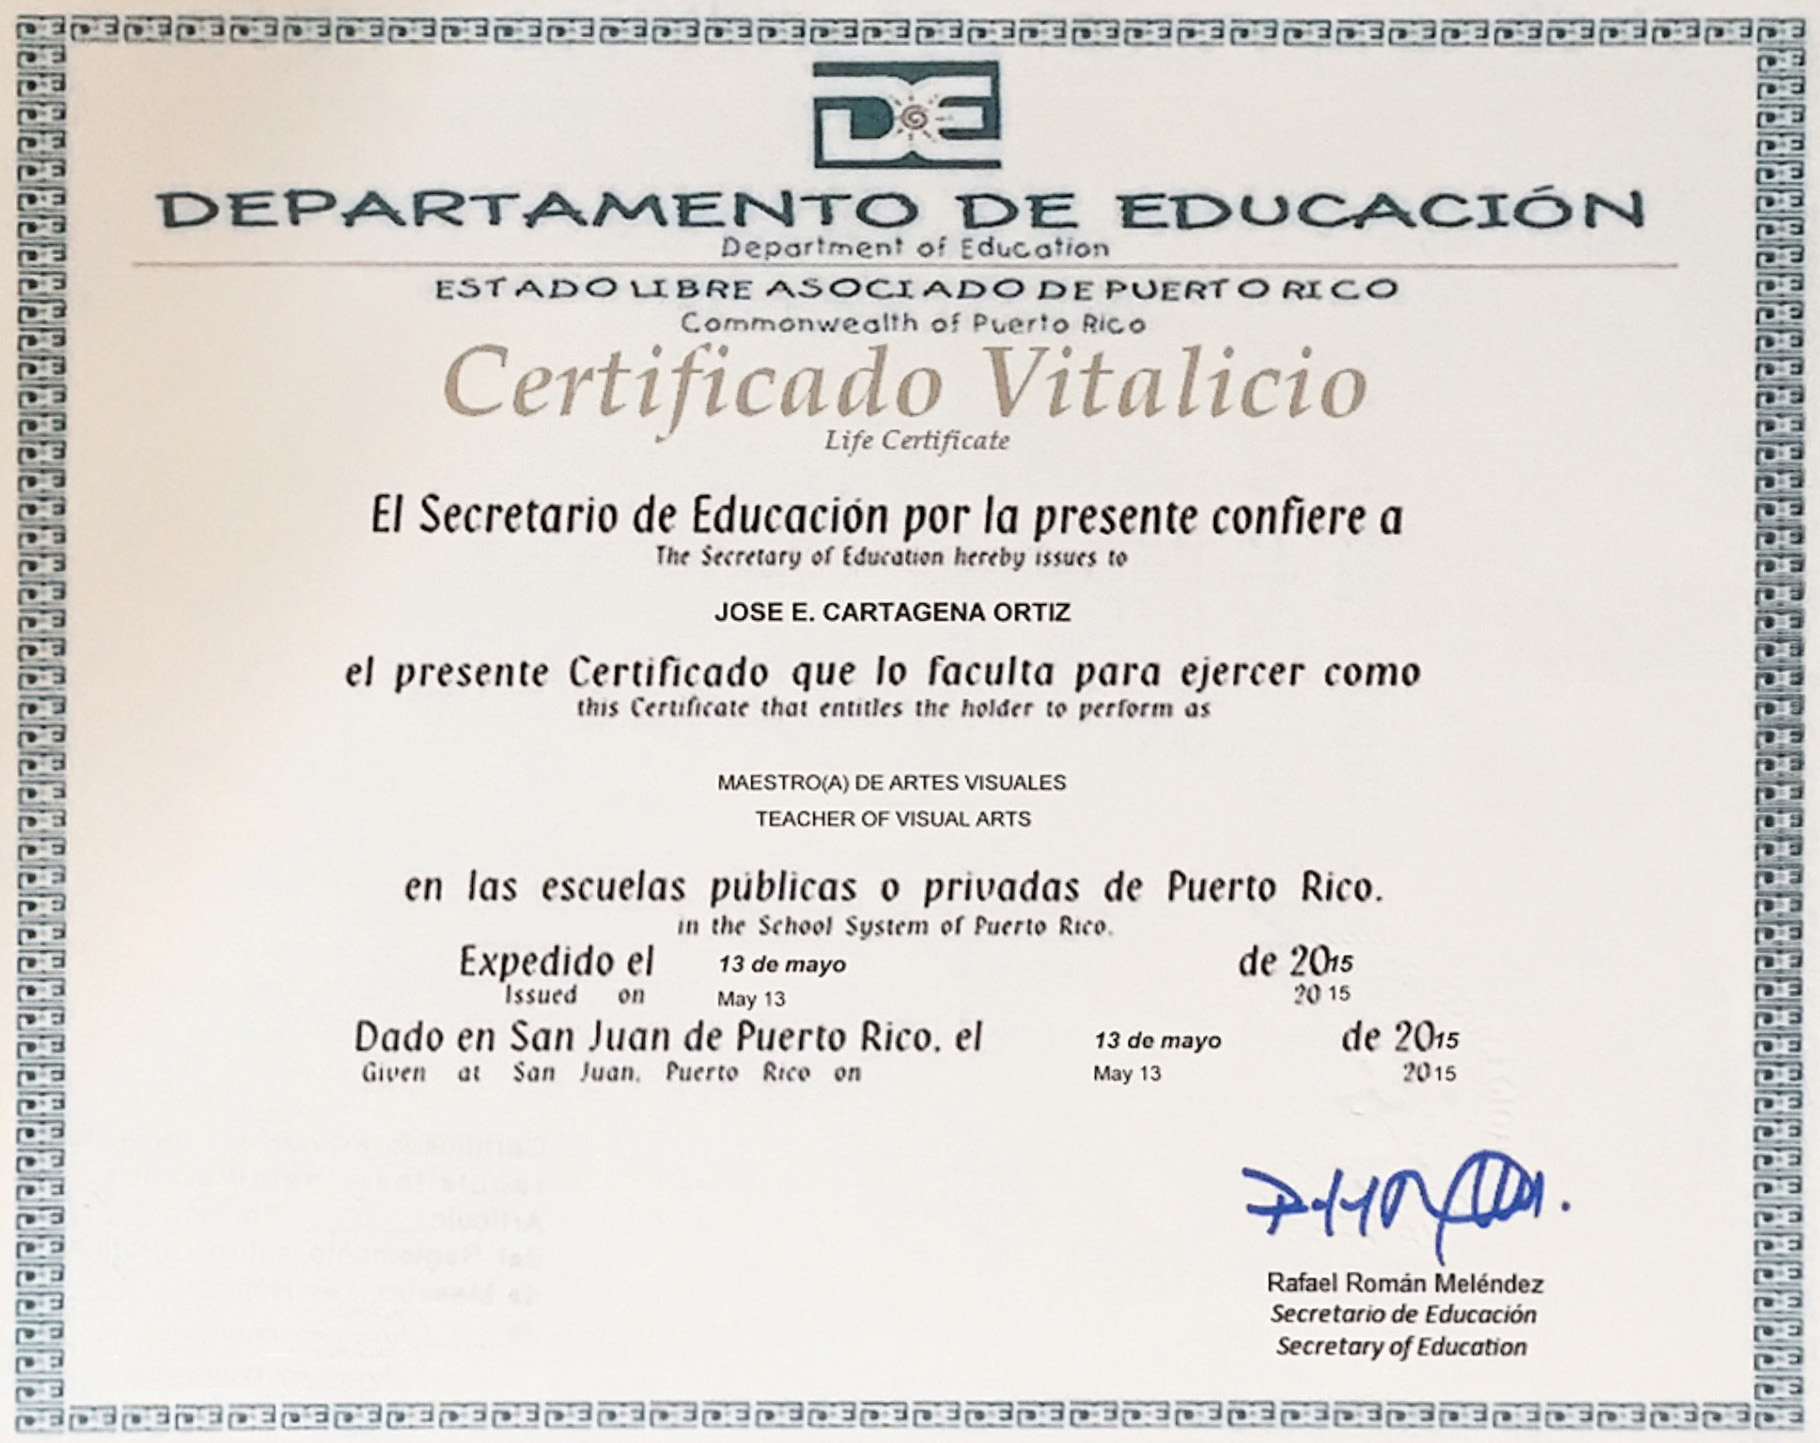 DE
DEPARTAMENTO DE EDUCACIÓN
Department of Education
ESTADO LIBRE ASOCIADO DE PUERTO RICO
Commonwealth of Puerto Rico
Certificado Vitalicio
Life Certificate
El Secretario de Educación por la presente confiere a
The Secretary of Education hereby issues to
JOSE E. CARTAGENA ORTIZ
el presente Certificado que lo faculta para ejercer como
this Certificate that entitles the holder to perform as
MAESTRO(A) DE ARTES VISUALES
TEACHER OF VISUAL ARTS
en las escuelas públicas o privadas de Puerto Rico.
in the School System of Puerto Rico.
Expedido el 13 de mayo de 2015
Issued on May 13 2015
Dado en San Juan de Puerto Rico, el 13 de mayo de 2015
Given at San Juan, Puerto Rico on May 13 2015
Rafael Román Meléndez
Secretario de Educación
Secretary of Education